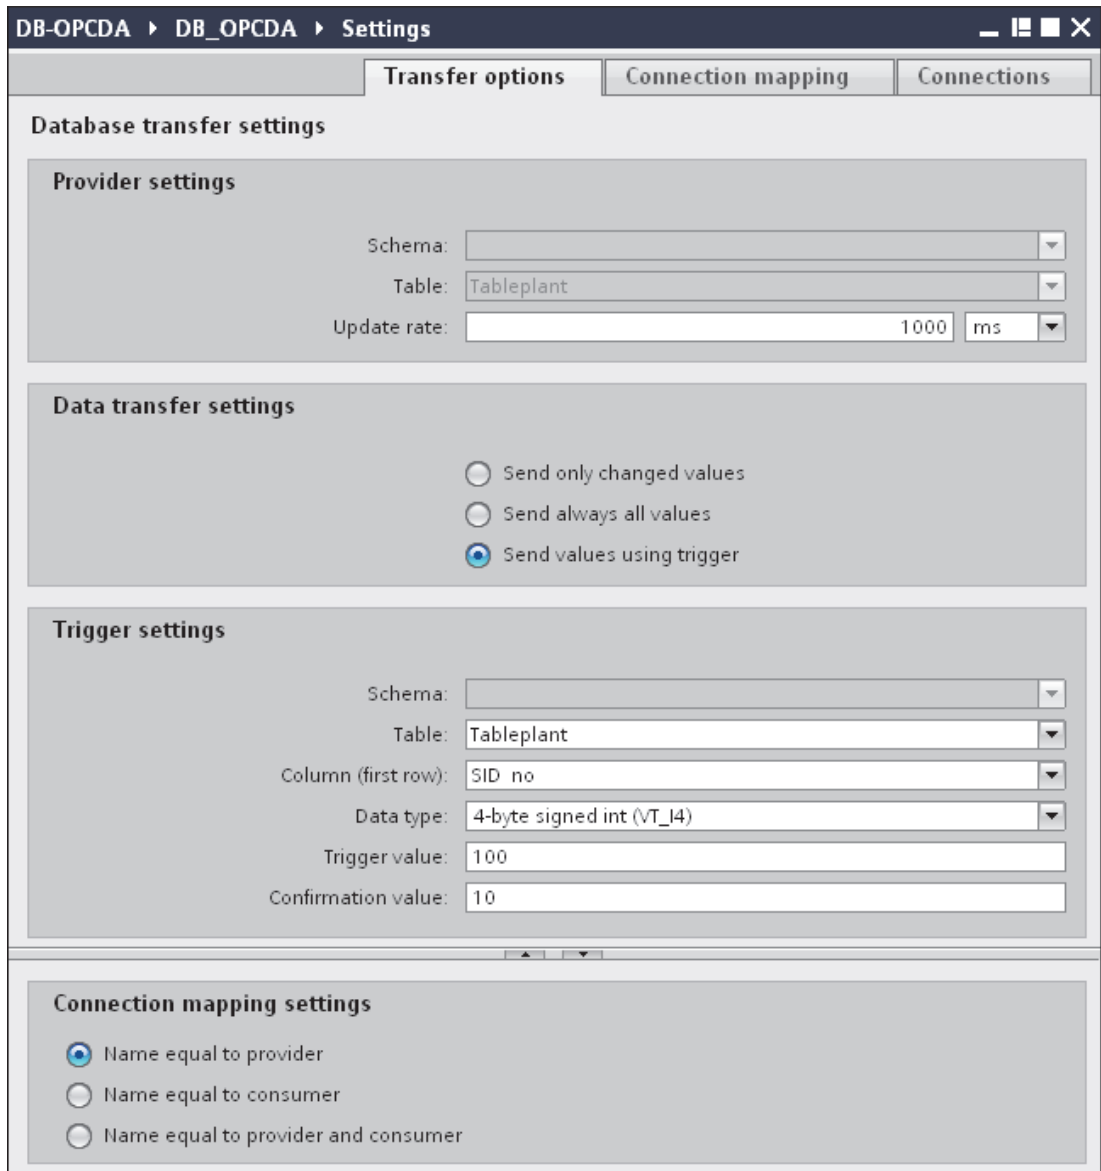 DB-OPCDA ▸ DB_OPCDA ▸ Settings
Transfer options Connection mapping Connections
Database transfer settings
Provider settings
Schema:
Table: Tableplant
Update rate: 1000 ms
Data transfer settings
Send only changed values
Send always all values
Send values using trigger
Trigger settings
Schema:
Table: Tableplant
Column (first row): SID no
Data type: 4-byte signed int (VT_I4)
Trigger value: 100
Confirmation value: 10
Connection mapping settings
Name equal to provider
Name equal to consumer
Name equal to provider and consumer